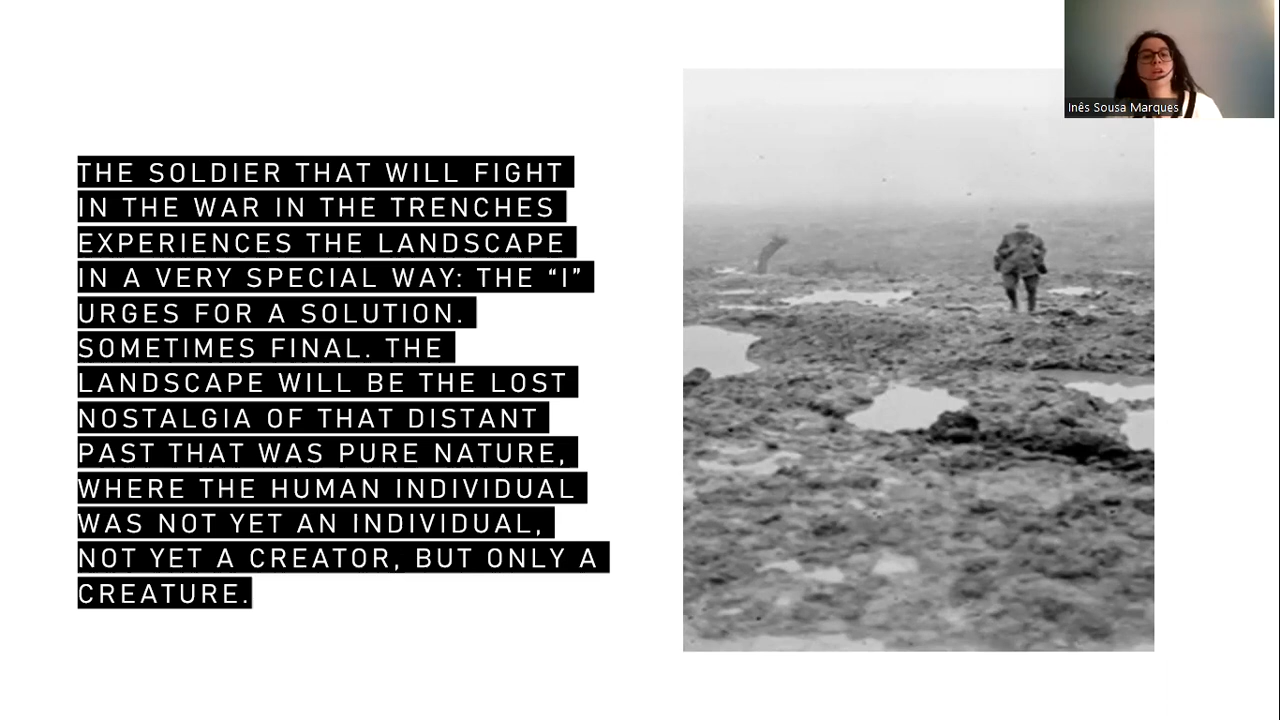 THE SOLDIER THAT WILL FIGHT
IN THE WAR IN THE TRENCHES
EXPERIENCES THE LANDSCAPE
IN A VERY SPECIAL WAY: THE “I”
URGES FOR A SOLUTION.
SOMETIMES FINAL. THE
LANDSCAPE WILL BE THE LOST
NOSTALGIA OF THAT DISTANT
PAST THAT WAS PURE NATURE,
WHERE THE HUMAN INDIVIDUAL
WAS NOT YET AN INDIVIDUAL,
NOT YET A CREATOR, BUT ONLY A
CREATURE.
Inês Sousa Marques